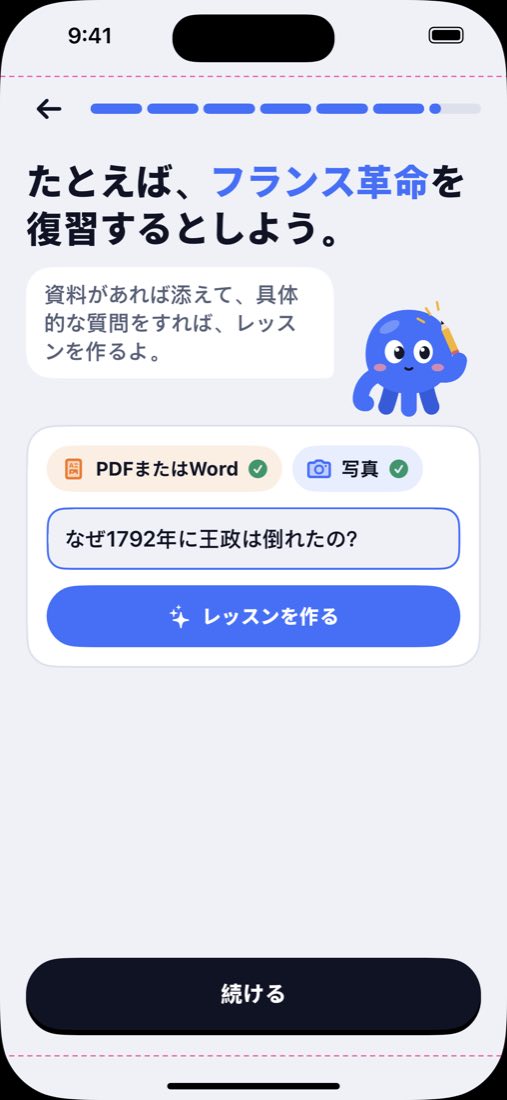 9:41
たとえば、フランス革命を
復習するとしよう。
資料があれば添えて、具体
的な質問をすれば、レッス
ンを作るよ。
PDFまたはWord 写真
なぜ1792年に王政は倒れたの?
レッスンを作る
続ける